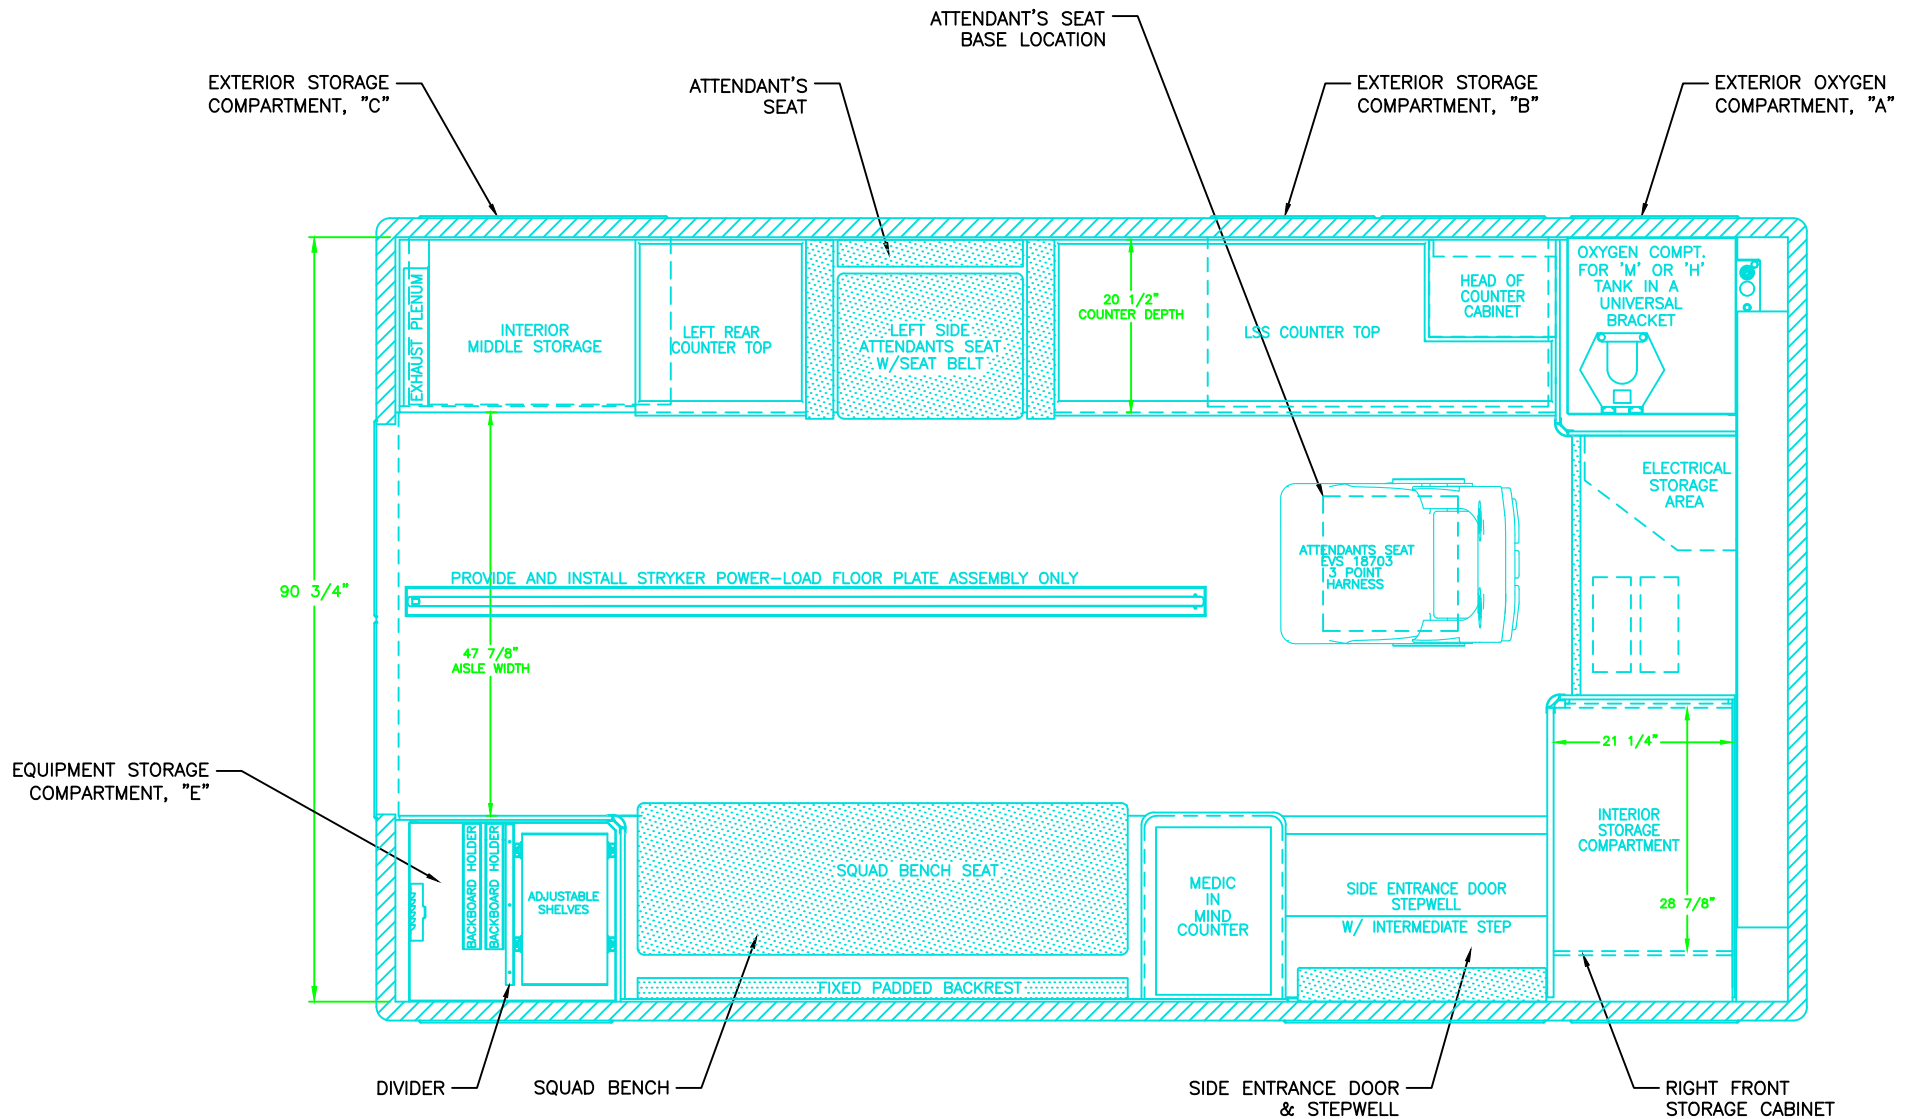 ATTENDANT'S SEAT
BASE LOCATION
EXTERIOR STORAGE
COMPARTMENT, "C"
ATTENDANT'S
SEAT
EXTERIOR STORAGE
COMPARTMENT, "B"
EXTERIOR OXYGEN
COMPARTMENT, "A"
EXHAUST PLENUM
INTERIOR
MIDDLE STORAGE
LEFT REAR
COUNTER TOP
LEFT SIDE
ATTENDANTS SEAT
W/SEAT BELT
20 1/2"
COUNTER DEPTH
LSS COUNTER TOP
HEAD OF
COUNTER
CABINET
OXYGEN COMPT.
FOR 'M' OR 'H'
TANK IN A
UNIVERSAL
BRACKET
ELECTRICAL
STORAGE
AREA
ATTENDANTS SEAT
EVS 18703
3 POINT
HARNESS
PROVIDE AND INSTALL STRYKER POWER-LOAD FLOOR PLATE ASSEMBLY ONLY
90 3/4"
47 7/8"
AISLE WIDTH
21 1/4"
EQUIPMENT STORAGE
COMPARTMENT, "E"
BACKBOARD HOLDER
BACKBOARD HOLDER
ADJUSTABLE
SHELVES
SQUAD BENCH SEAT
MEDIC
IN
MIND
COUNTER
SIDE ENTRANCE DOOR
STEPWELL
W/ INTERMEDIATE STEP
INTERIOR
STORAGE
COMPARTMENT
28 7/8"
FIXED PADDED BACKREST
DIVIDER
SQUAD BENCH
SIDE ENTRANCE DOOR
& STEPWELL
RIGHT FRONT
STORAGE CABINET